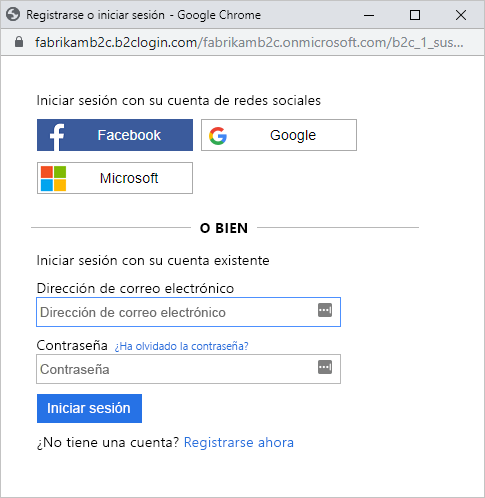 Registrarse o iniciar sesión - Google Chrome
fabrikamb2c.b2clogin.com/fabrikamb2c.onmicrosoft.com/b2c_1_sus...
Iniciar sesión con su cuenta de redes sociales
Facebook
Google
Microsoft
O BIEN
Iniciar sesión con su cuenta existente
Dirección de correo electrónico
Dirección de correo electrónico
Contraseña ¿Ha olvidado la contraseña?
Contraseña
Iniciar sesión
¿No tiene una cuenta? Registrarse ahora